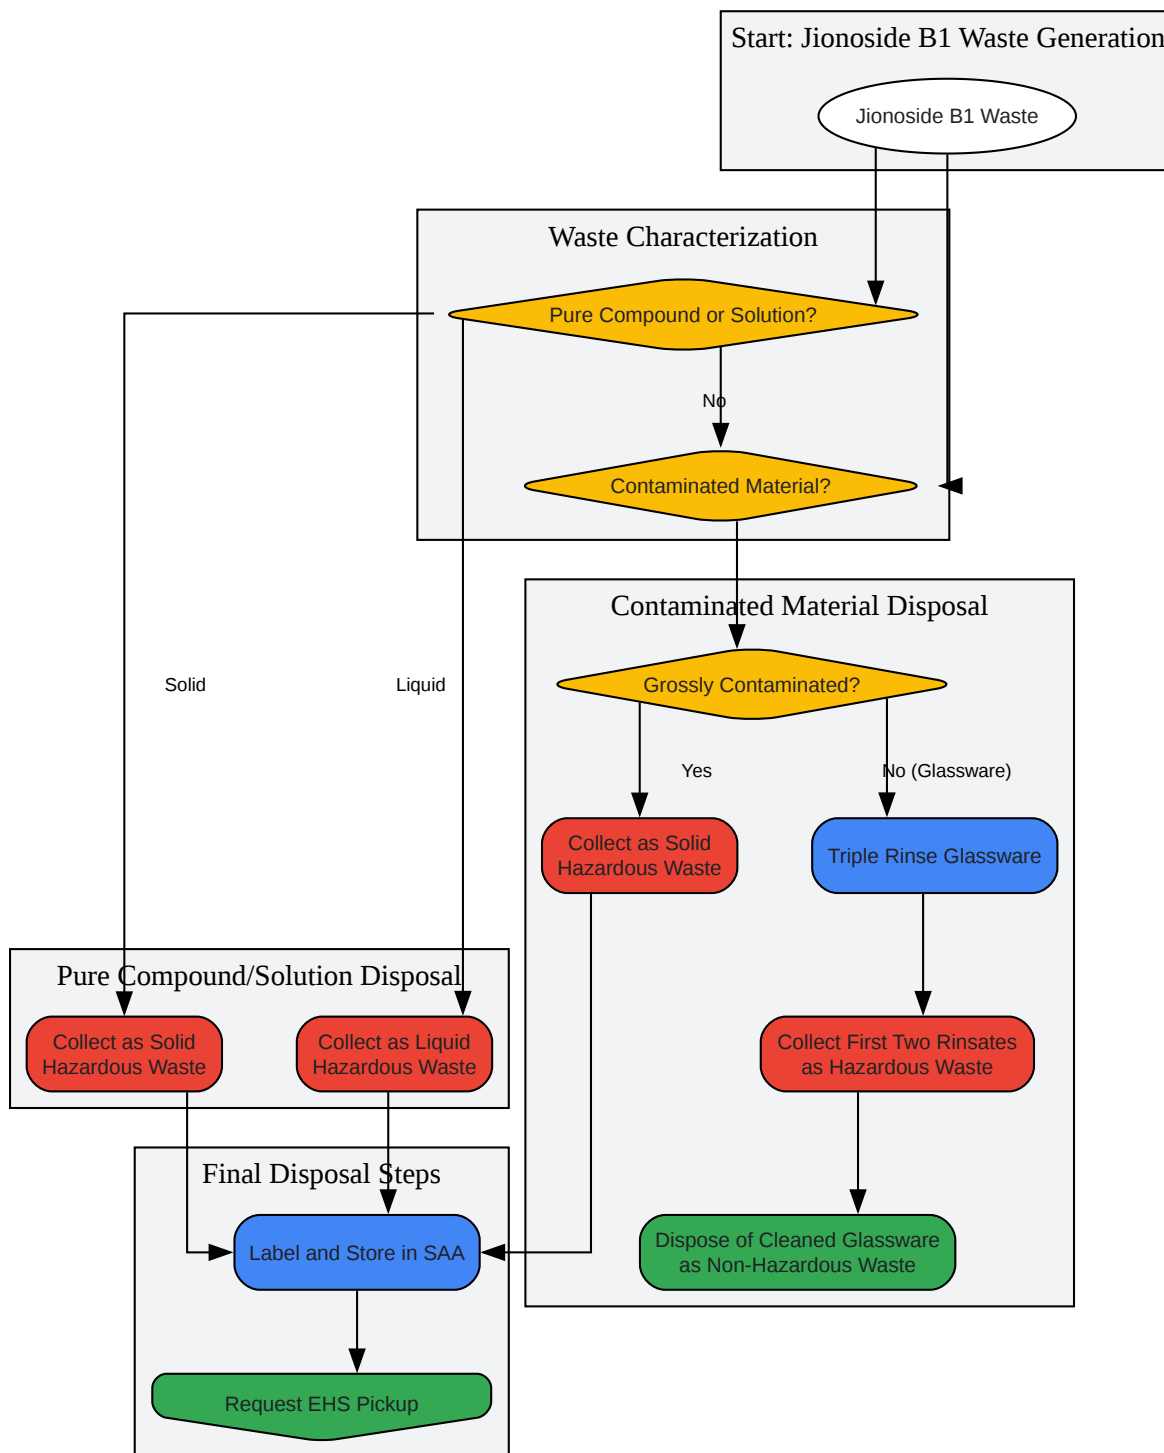 Start: Jionoside B1 Waste Generation
Jionoside B1 Waste
Waste Characterization
Pure Compound or Solution?
No
Contaminated Material?
Contaminated Material Disposal
Grossly Contaminated?
Solid
Liquid
Yes
No (Glassware)
Collect as Solid
Hazardous Waste
Triple Rinse Glassware
Pure Compound/Solution Disposal
Collect as Solid
Hazardous Waste
Collect as Liquid
Hazardous Waste
Collect First Two Rinsates
as Hazardous Waste
Final Disposal Steps
Label and Store in SAA
Dispose of Cleaned Glassware
as Non-Hazardous Waste
Request EHS Pickup